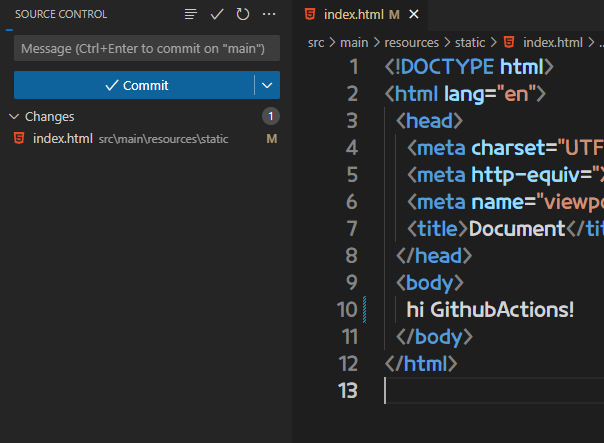 SOURCE CONTROL
Message (Ctrl+Enter to commit on "main")
Commit
Changes 1
index.html src\main\resources\static M
index.html M
src > main > resources > static > index.html > ...
1 <!DOCTYPE html>
2 <html lang="en">
3 <head>
4 <meta charset="UTF
5 <meta http-equiv="X
6 <meta name="viewpo
7 <title>Document</tit
8 </head>
9 <body>
10 hi GithubActions!
11 </body>
12 </html>
13